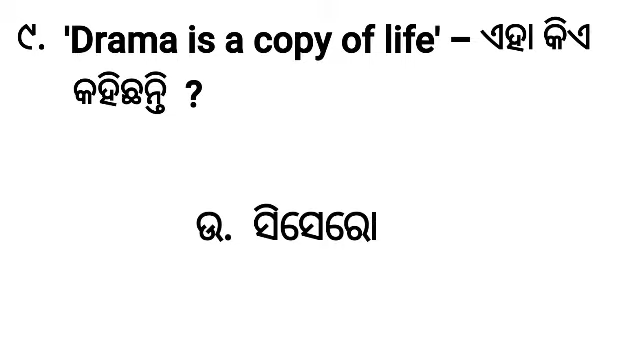 ୯. 'Drama is a copy of life' – ଏହା କିଏ
କହିଛନ୍ତି ?
ଉ. ସିସେରୋ